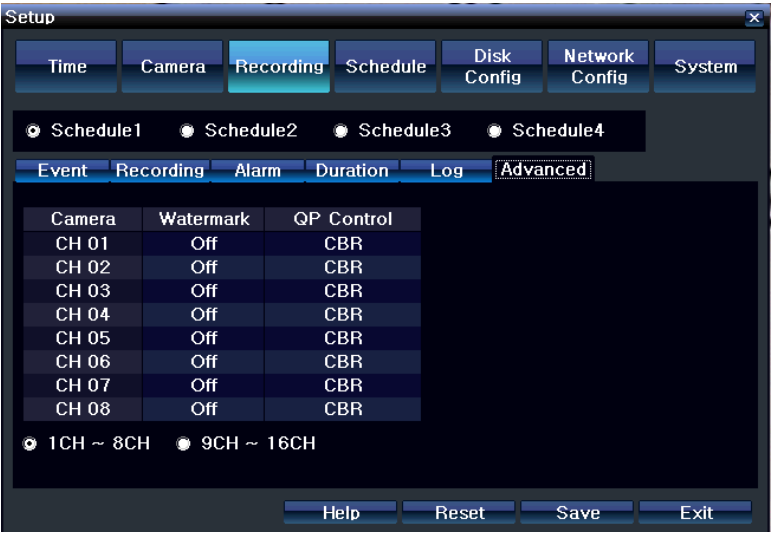 Setup
Time Camera Recording Schedule Disk Config Network Config System
Schedule1 Schedule2 Schedule3 Schedule4
Event Recording Alarm Duration Log Advanced
Camera Watermark QP Control
CH 01 Off CBR
CH 02 Off CBR
CH 03 Off CBR
CH 04 Off CBR
CH 05 Off CBR
CH 06 Off CBR
CH 07 Off CBR
CH 08 Off CBR
1CH ~ 8CH 9CH ~ 16CH
Help Reset Save Exit